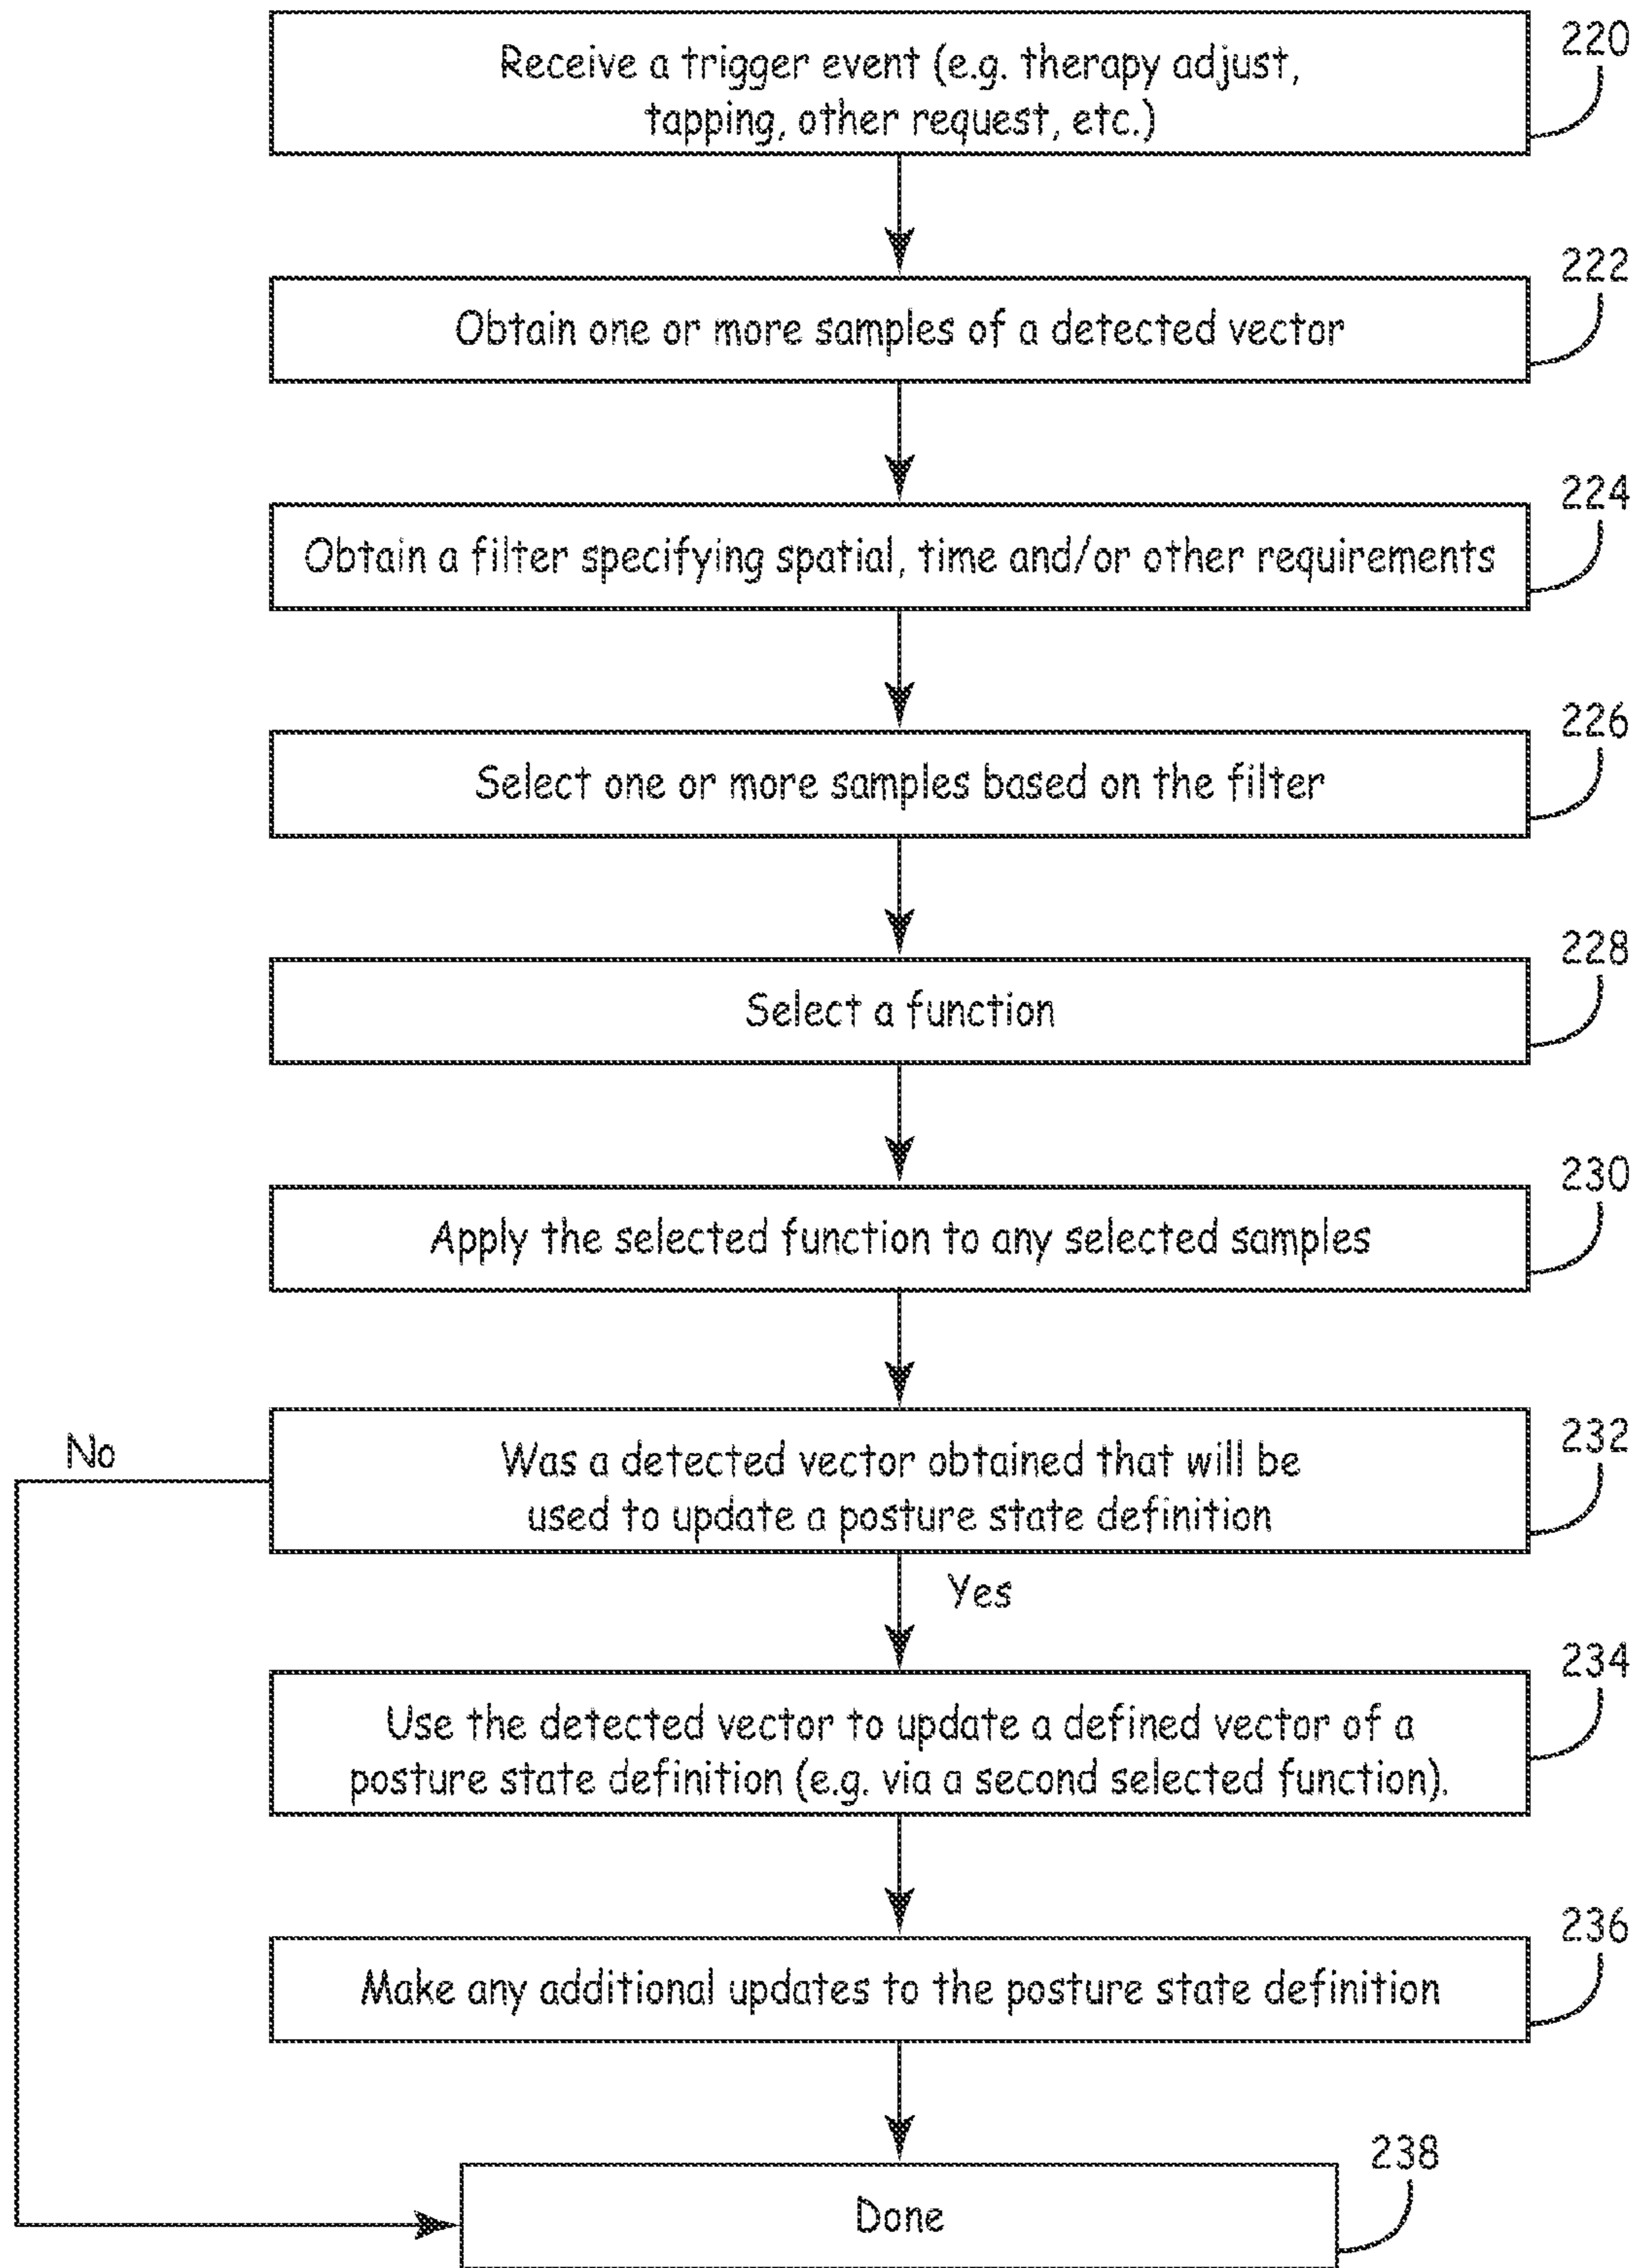 Receive a trigger event (e.g. therapy adjust,
tapping, other request, etc.)
220
Obtain one or more samples of a detected vector
222
Obtain a filter specifying spatial, time and/or other requirements
224
Select one or more samples based on the filter
226
Select a function
228
Apply the selected function to any selected samples
230
Was a detected vector obtained that will be
used to update a posture state definition
232
No
Yes
Use the detected vector to update a defined vector of a
posture state definition (e.g. via a second selected function).
234
Make any additional updates to the posture state definition
236
Done
238